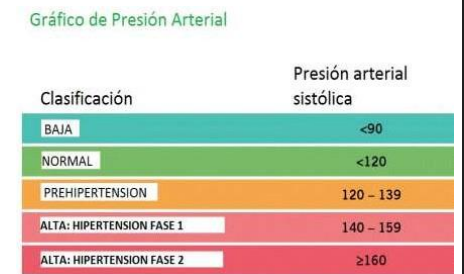 Gráfico de Presión Arterial
Presión arterial
Clasificación sistólica
BAJA <90
NORMAL <120
PREHIPERTENSION 120 – 139
ALTA: HIPERTENSION FASE 1 140 – 159
ALTA: HIPERTENSION FASE 2 ≥160